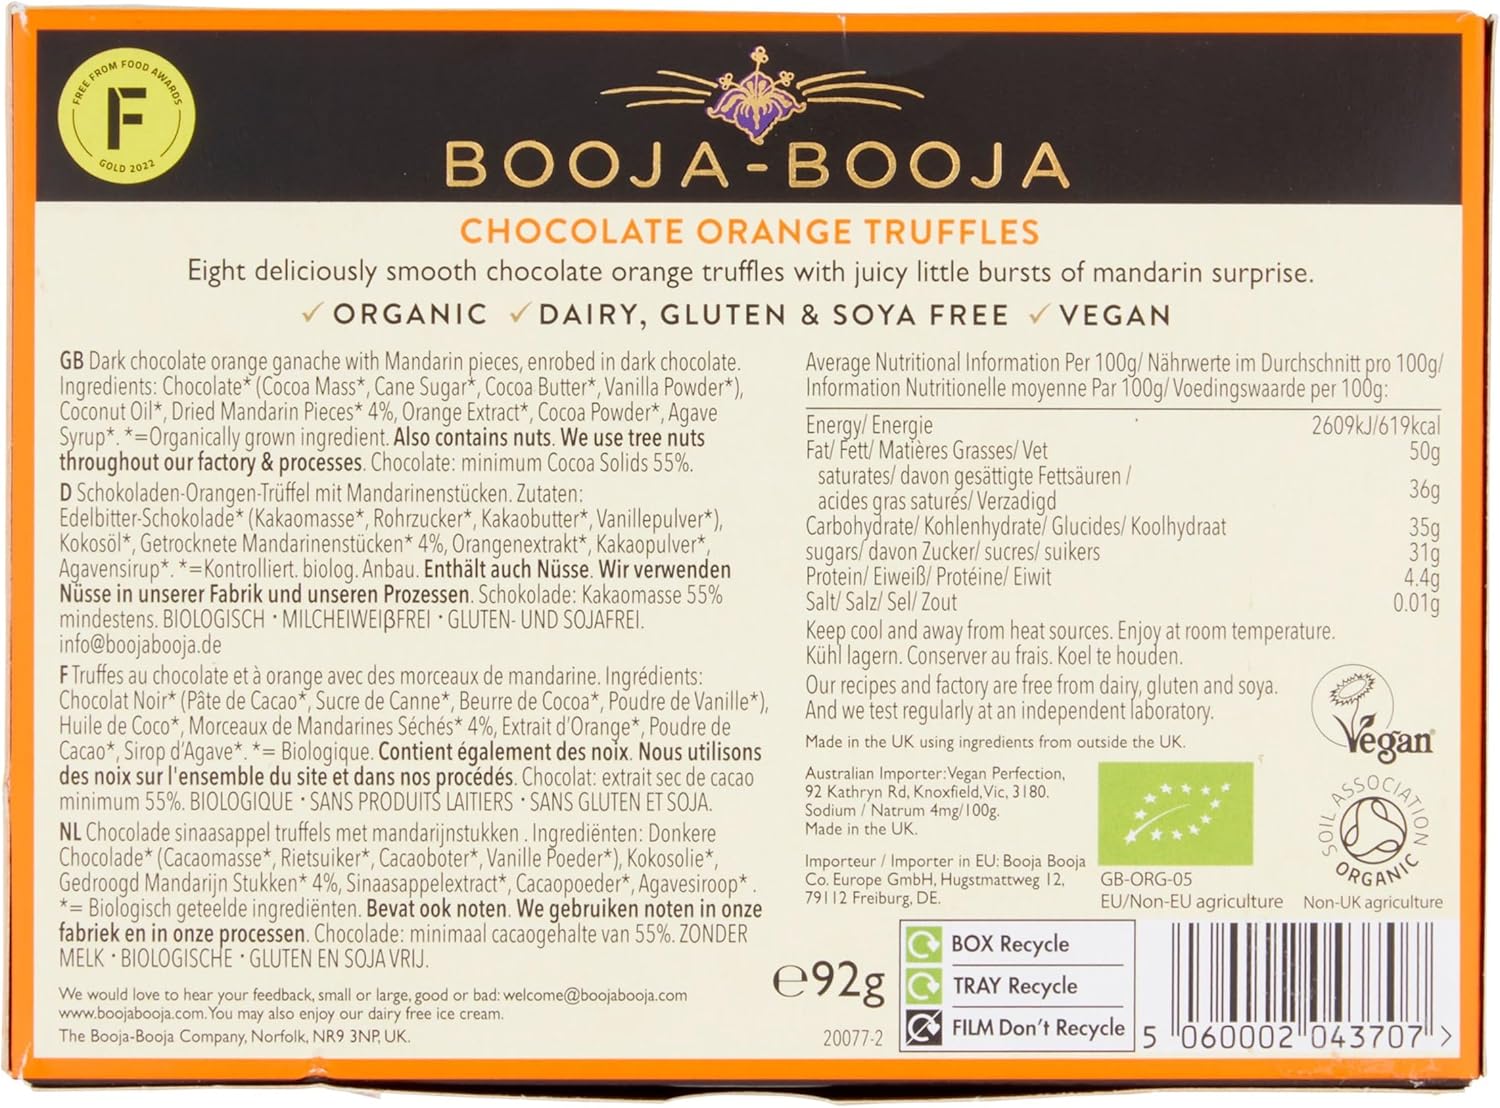 FREE FROM FOOD AWARDS
F
GOLD 2022
BOOJA-BOOJA
CHOCOLATE ORANGE TRUFFLES
Eight deliciously smooth chocolate orange truffles with juicy little bursts of mandarin surprise.
✓ ORGANIC ✓ DAIRY, GLUTEN & SOYA FREE ✓ VEGAN
GB Dark chocolate orange ganache with Mandarin pieces, enrobed in dark chocolate.
Ingredients: Chocolate* (Cocoa Mass*, Cane Sugar*, Cocoa Butter*, Vanilla Powder*),
Coconut Oil*, Dried Mandarin Pieces* 4%, Orange Extract*, Cocoa Powder*, Agave
Syrup*. *=Organically grown ingredient. Also contains nuts. We use tree nuts
throughout our factory & processes. Chocolate: minimum Cocoa Solids 55%.
D Schokoladen-Orangen-Trüffel mit Mandarinenstücken. Zutaten:
Edelbitter-Schokolade* (Kakaomasse*, Rohrzucker*, Kakaobutter*, Vanillepulver*),
Kokosöl*, Getrocknete Mandarinenstücken* 4%, Orangenextrakt*, Kakaopulver*,
Agavensirup*. *=Kontrolliert. biolog. Anbau. Enthält auch Nüsse. Wir verwenden
Nüsse in unserer Fabrik und unseren Prozessen. Schokolade: Kakaomasse 55%
mindestens. BIOLOGISCH · MILCHEIWEIβFREI · GLUTEN- UND SOJAFREI.
info@boojabooja.de
F Truffes au chocolate et à orange avec des morceaux de mandarine. Ingrédients:
Chocolat Noir* (Pâte de Cacao*, Sucre de Canne*, Beurre de Cocoa*, Poudre de Vanille*),
Huile de Coco*, Morceaux de Mandarines Séchés* 4%, Extrait d'Orange*, Poudre de
Cacao*, Sirop d'Agave*. *= Biologique. Contient également des noix. Nous utilisons
des noix sur l'ensemble du site et dans nos procédés. Chocolat: extrait sec de cacao
minimum 55%. BIOLOGIQUE · SANS PRODUITS LAITIERS · SANS GLUTEN ET SOJA.
NL Chocolade sinaasappel truffels met mandarijnstukken . Ingrediënten: Donkere
Chocolade* (Cacaomasse*, Rietsuiker*, Cacaoboter*, Vanille Poeder*), Kokosolie*,
Gedroogd Mandarijn Stukken* 4%, Sinaasappelextract*, Cacaopoeder*, Agavesiroop* .
*= Biologisch geteelde ingrediënten. Bevat ook noten. We gebruiken noten in onze
fabriek en in onze processen. Chocolade: minimaal cacaogehalte van 55%. ZONDER
MELK · BIOLOGISCHE · GLUTEN EN SOJA VRIJ.
We would love to hear your feedback, small or large, good or bad: welcome@boojabooja.com
www.boojabooja.com. You may also enjoy our dairy free ice cream.
The Booja-Booja Company, Norfolk, NR9 3NP, UK.
Average Nutritional Information Per 100g/ Nährwerte im Durchschnitt pro 100g/
Information Nutritionelle moyenne Par 100g/ Voedingswaarde per 100g:
Energy/ Energie 2609kJ/619kcal
Fat/ Fett/ Matières Grasses/ Vet 50g
saturates/ davon gesättigte Fettsäuren /
acides gras saturés/ Verzadigd 36g
Carbohydrate/ Kohlenhydrate/ Glucides/ Koolhydraat 35g
sugars/ davon Zucker/ sucres/ suikers 31g
Protein/ Eiweiß/ Protéine/ Eiwit 4.4g
Salt/ Salz/ Sel/ Zout 0.01g
Keep cool and away from heat sources. Enjoy at room temperature.
Kühl lagern. Conserver au frais. Koel te houden.
Our recipes and factory are free from dairy, gluten and soya.
And we test regularly at an independent laboratory.
Made in the UK using ingredients from outside the UK.
Australian Importer: Vegan Perfection,
92 Kathryn Rd, Knoxfield, Vic, 3180.
Sodium / Natrum 4mg/100g.
Made in the UK.
Importeur / Importer in EU: Booja Booja
Co. Europe GmbH, Hugstmattweg 12,
79112 Freiburg, DE.
Vegan
SOIL ASSOCIATION
ORGANIC
GB-ORG-05
EU/Non-EU agriculture
Non-UK agriculture
℮92g
20077-2
BOX Recycle
TRAY Recycle
FILM Don't Recycle
5 060002 043707 >